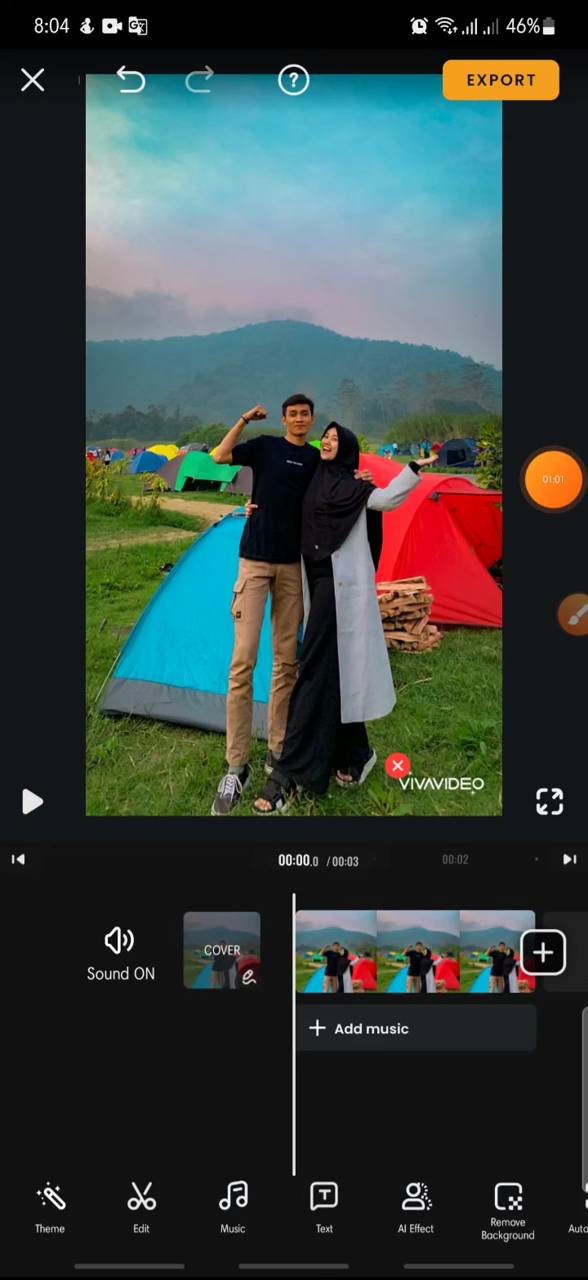 8:04
46%
EXPORT
01:01
VIVAVIDEO
00:00.0 / 00:03
00:02
Sound ON
COVER
Add music
Theme
Edit
Music
Text
AI Effect
Remove
Background